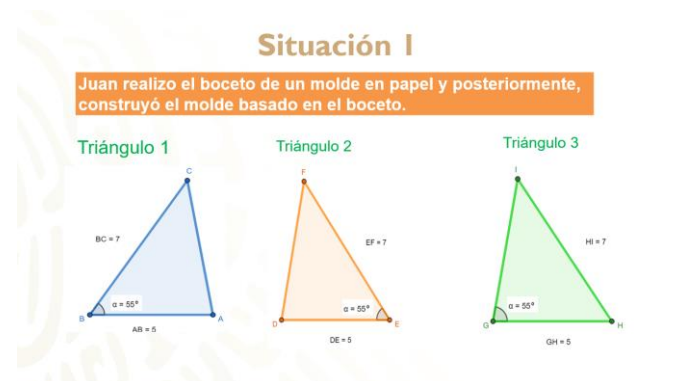 Situación I
Juan realizo el boceto de un molde en papel y posteriormente,
construyó el molde basado en el boceto.
Triángulo 1
Triángulo 2
Triángulo 3
C
BC = 7
α = 55°
B
A
AB = 5
F
EF = 7
α = 55°
D
E
DE = 5
I
HI = 7
α = 55°
G
H
GH = 5